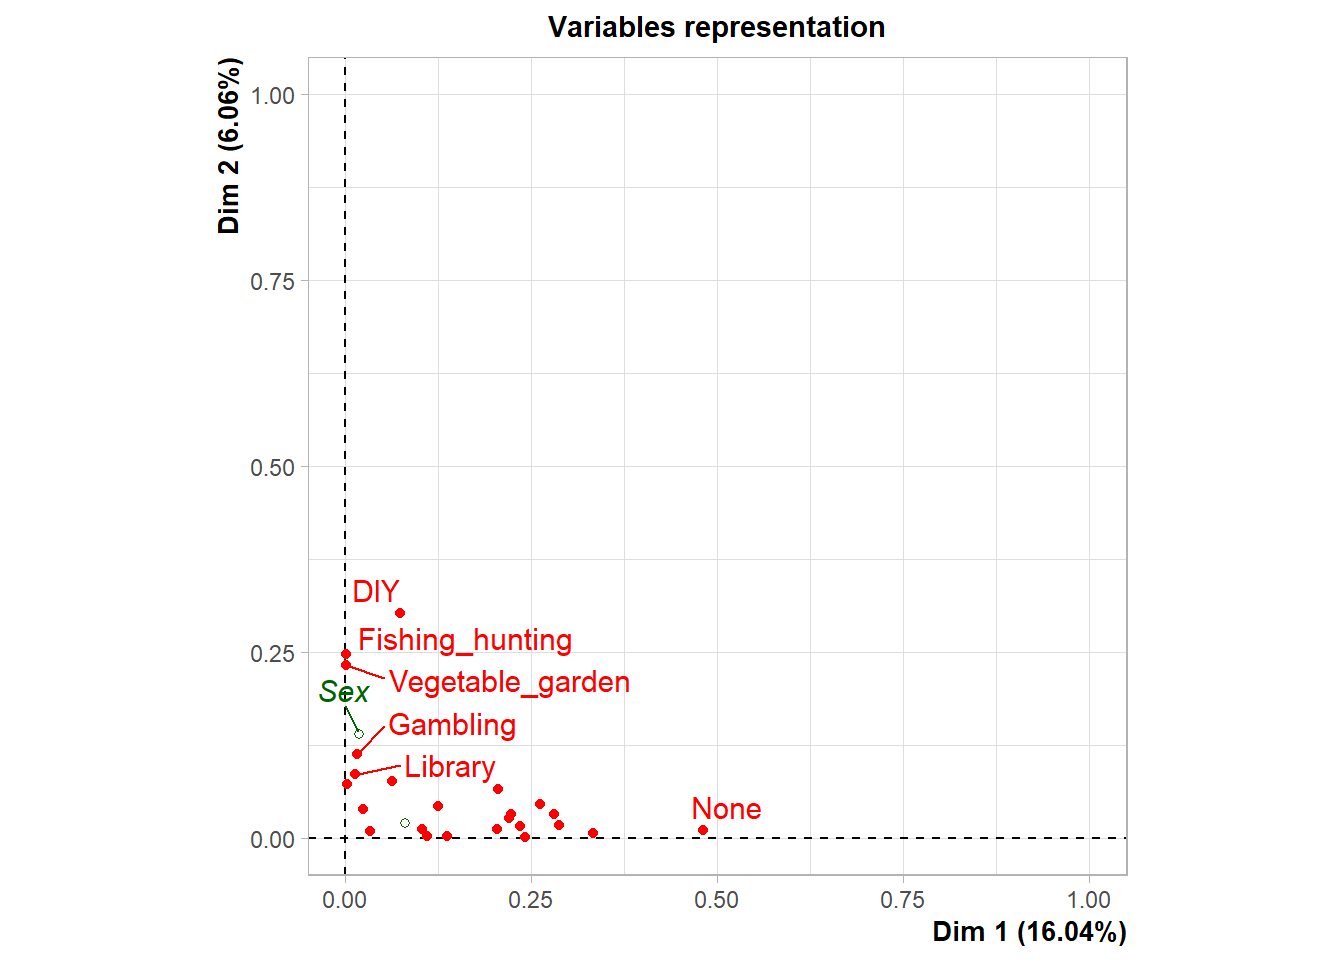 Variables representation
Dim 2 (6.06%)
1.00
0.75
0.50
0.25
0.00
DIY
Fishing_hunting
Vegetable_garden
Sex
Gambling
Library
None
0.00 0.25 0.50 0.75 1.00
Dim 1 (16.04%)